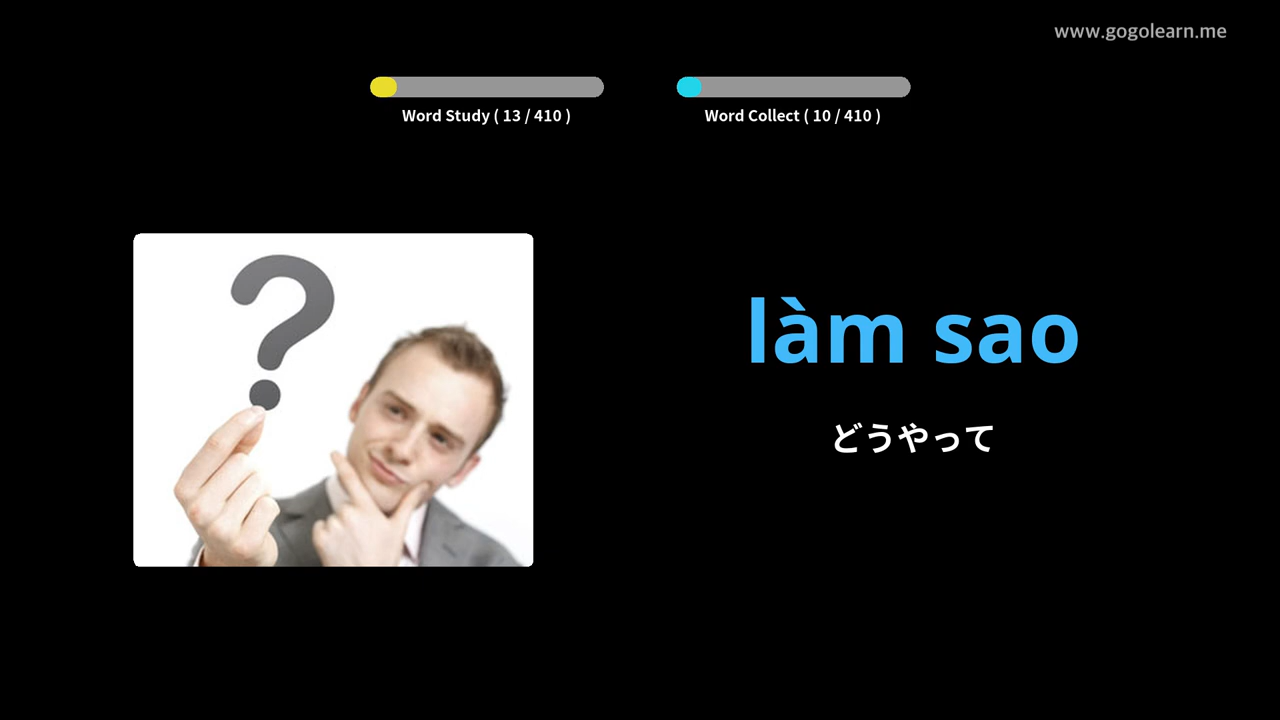 www.gogolearn.me
Word Study ( 13 / 410 )
Word Collect ( 10 / 410 )
?
làm sao
どうやって